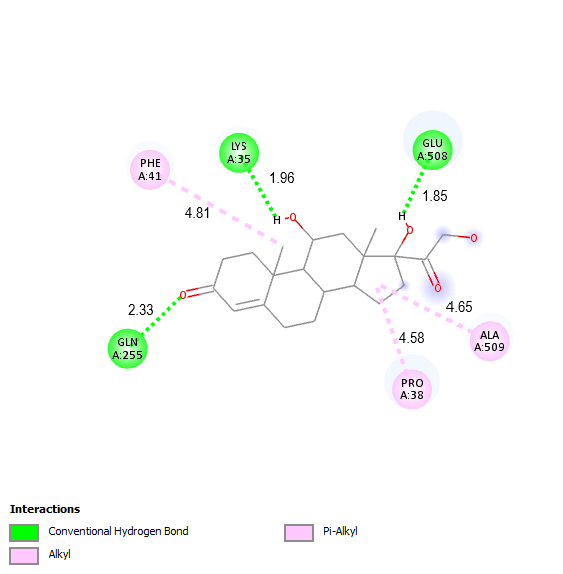 GLU
A:508
LYS
A:35
PHE
A:41
1.96
1.85
H O
H
O
4.81
O
O
O
2.33
4.65
GLN
A:255
4.58
ALA
A:509
PRO
A:38
Interactions
Conventional Hydrogen Bond
Pi-Alkyl
Alkyl